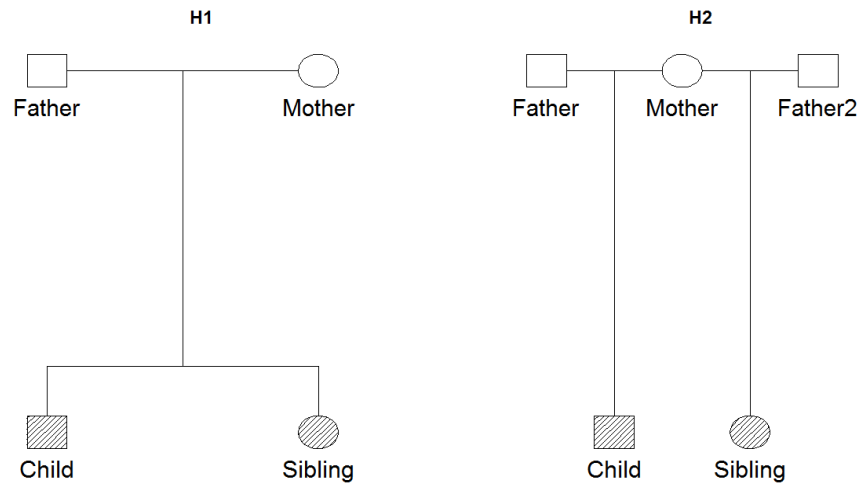 H1
Father
Mother
Child
Sibling
H2
Father
Mother
Father2
Child
Sibling